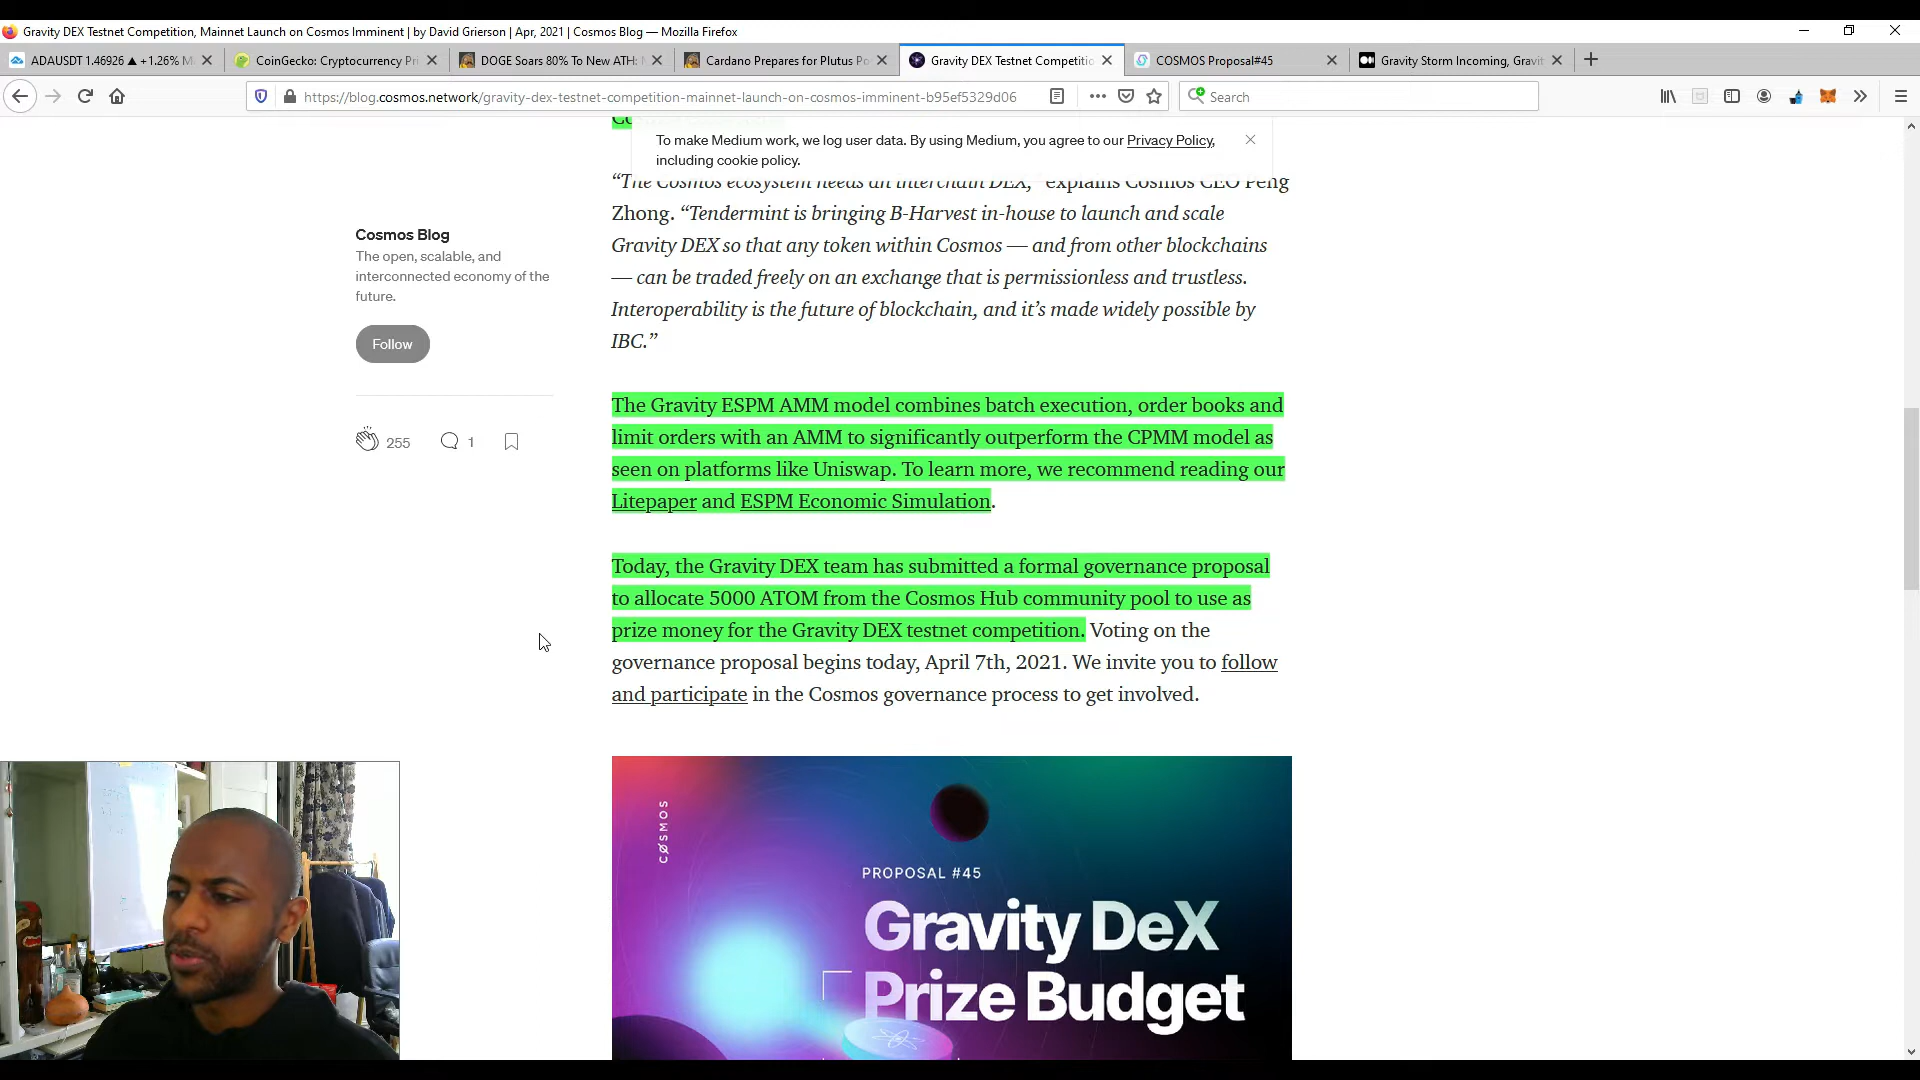 Gravity DEX Testnet Competition, Mainnet Launch on Cosmos Imminent | by David Grierson | Apr, 2021 | Cosmos Blog — Mozilla Firefox
ADAUSDT 1.46926 ▲ +1.26% M
CoinGecko: Cryptocurrency Pri
DOGE Soars 80% To New ATH:
Cardano Prepares for Plutus Po
Gravity DEX Testnet Competitio
COSMOS Proposal#45
Gravity Storm Incoming, Gravit
https://blog.cosmos.network/gravity-dex-testnet-competition-mainnet-launch-on-cosmos-imminent-b95ef5329d06
Search
To make Medium work, we log user data. By using Medium, you agree to our Privacy Policy,
including cookie policy.
“The Cosmos ecosystem needs an interchain DEX,” explains Cosmos CEO Peng
Zhong. “Tendermint is bringing B-Harvest in-house to launch and scale
Gravity DEX so that any token within Cosmos — and from other blockchains
— can be traded freely on an exchange that is permissionless and trustless.
Interoperability is the future of blockchain, and it’s made widely possible by
IBC.”
Cosmos Blog
The open, scalable, and
interconnected economy of the
future.
Follow
255
1
The Gravity ESPM AMM model combines batch execution, order books and
limit orders with an AMM to significantly outperform the CPMM model as
seen on platforms like Uniswap. To learn more, we recommend reading our
Litepaper and ESPM Economic Simulation.
Today, the Gravity DEX team has submitted a formal governance proposal
to allocate 5000 ATOM from the Cosmos Hub community pool to use as
prize money for the Gravity DEX testnet competition. Voting on the
governance proposal begins today, April 7th, 2021. We invite you to follow
and participate in the Cosmos governance process to get involved.
COSMOS
PROPOSAL #45
Gravity DeX
Prize Budget